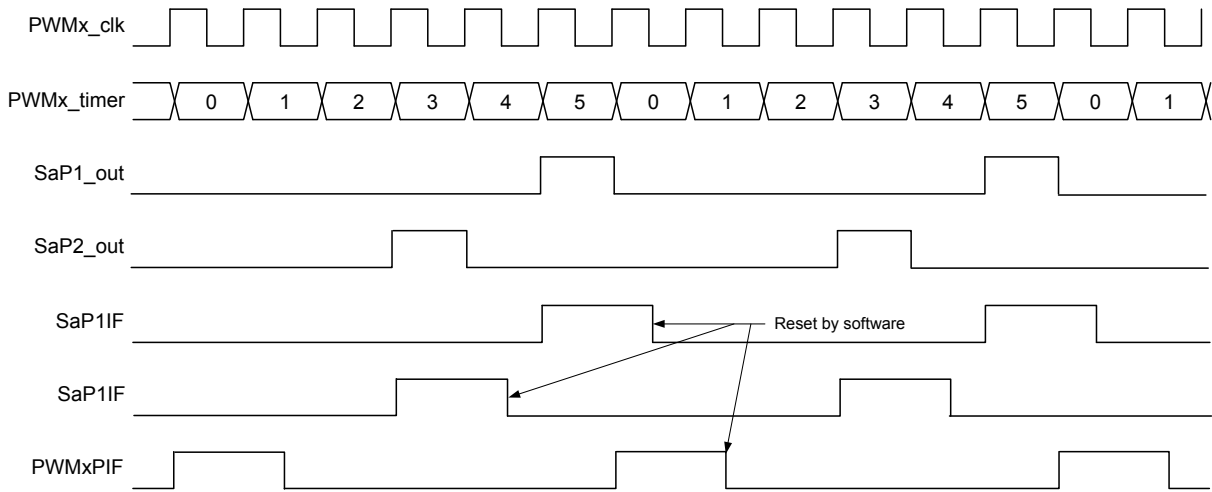 PWMx_clk
PWMx_timer 0 1 2 3 4 5 0 1 2 3 4 5 0 1
SaP1_out
SaP2_out
SaP1IF
Reset by software
SaP1IF
PWMxPIF